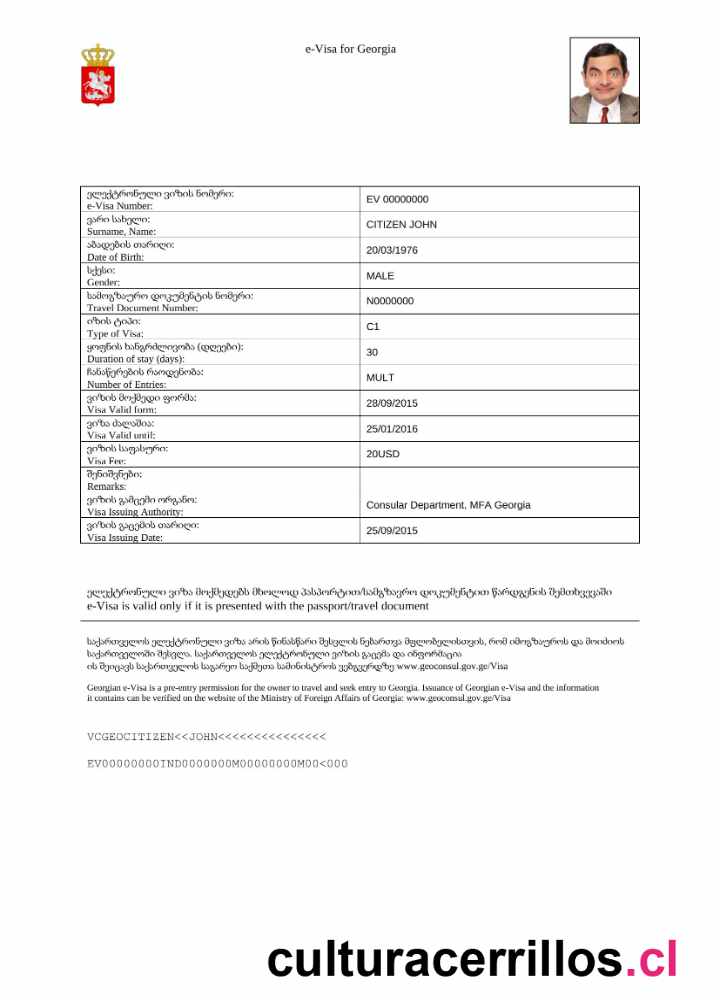 e-Visa for Georgia
ელექტრონული ვიზის ნომერი:
e-Visa Number:
EV 00000000
ვარი სახელი:
Surname, Name:
CITIZEN JOHN
აბადების თარიღი:
Date of Birth:
20/03/1976
სქესი:
Gender:
MALE
სამოგზაურო დოკუმენტის ნომერი:
Travel Document Number:
N0000000
იზის ტიპი:
Type of Visa:
C1
ყოფნის ხანგრძლივობა (დღეები):
Duration of stay (days):
30
ჩანაწერების რაოდენობა:
Number of Entries:
MULT
ვიზის მოქმედი ფორმა:
Visa Valid form:
28/09/2015
ვიზა ძალაშია:
Visa Valid until:
25/01/2016
ვიზის საფასური:
Visa Fee:
20USD
შენიშვნები:
Remarks:
ვიზის გამცემი ორგანო:
Visa Issuing Authority:
Consular Department, MFA Georgia
ვიზის გაცემის თარიღი:
Visa Issuing Date:
25/09/2015
ელექტრონული ვიზა მოქმედებს მხოლოდ პასპორტით/სამგზავრო დოკუმენტით წარდგენის შემთხვევაში
e-Visa is valid only if it is presented with the passport/travel document
საქართველოს ელექტრონული ვიზა არის წინასწარი შესვლის ნებართვა მფლობელისთვის, რომ იმოგზაუროს და მოიძიოს
საქართველოში შესვლა. საქართველოს ელექტრონული ვიზის გაცემა და ინფორმაცია
ის შეიცავს საქართველოს საგარეო საქმეთა სამინისტროს ვებგვერდზე www.geoconsul.gov.ge/Visa
Georgian e-Visa is a pre-entry permission for the owner to travel and seek entry to Georgia. Issuance of Georgian e-Visa and the information
it contains can be verified on the website of the Ministry of Foreign Affairs of Georgia: www.geoconsul.gov.ge/Visa
VCGEOCITIZEN<<JOHN<<<<<<<<<<<<<<<
EV00000000IND0000000M00000000M00<000
culturacerrillos.cl